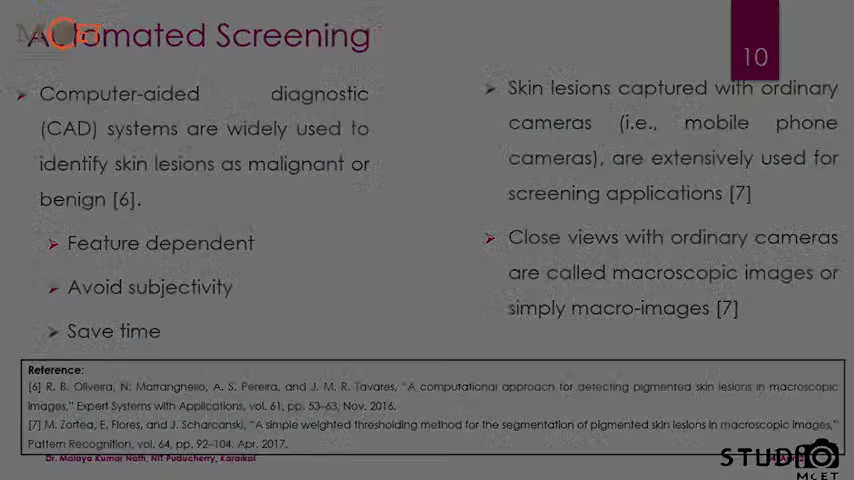 Automated Screening
10
➤ Computer-aided diagnostic
(CAD) systems are widely used to
identify skin lesions as malignant or
benign [6].
➤ Feature dependent
➤ Avoid subjectivity
➤ Save time
➤ Skin lesions captured with ordinary
cameras (i.e., mobile phone
cameras), are extensively used for
screening applications [7]
➤ Close views with ordinary cameras
are called macroscopic images or
simply macro-images [7]
Reference:
[6] R. B. Oliveira, N. Marranghello, A. S. Pereira, and J. M. R. Tavares, “A computational approach for detecting pigmented skin lesions in macroscopic
images,” Expert Systems with Applications, vol. 61, pp. 53–63, Nov. 2016.
[7] M. Zortea, E. Flores, and J. Scharcanski, “A simple weighted thresholding method for the segmentation of pigmented skin lesions in macroscopic images,”
Pattern Recognition, vol. 64, pp. 92–104. Apr. 2017.
Dr. Malaya Kumar Nath, NIT Puducherry, Karaikal
STUDIO
MCET